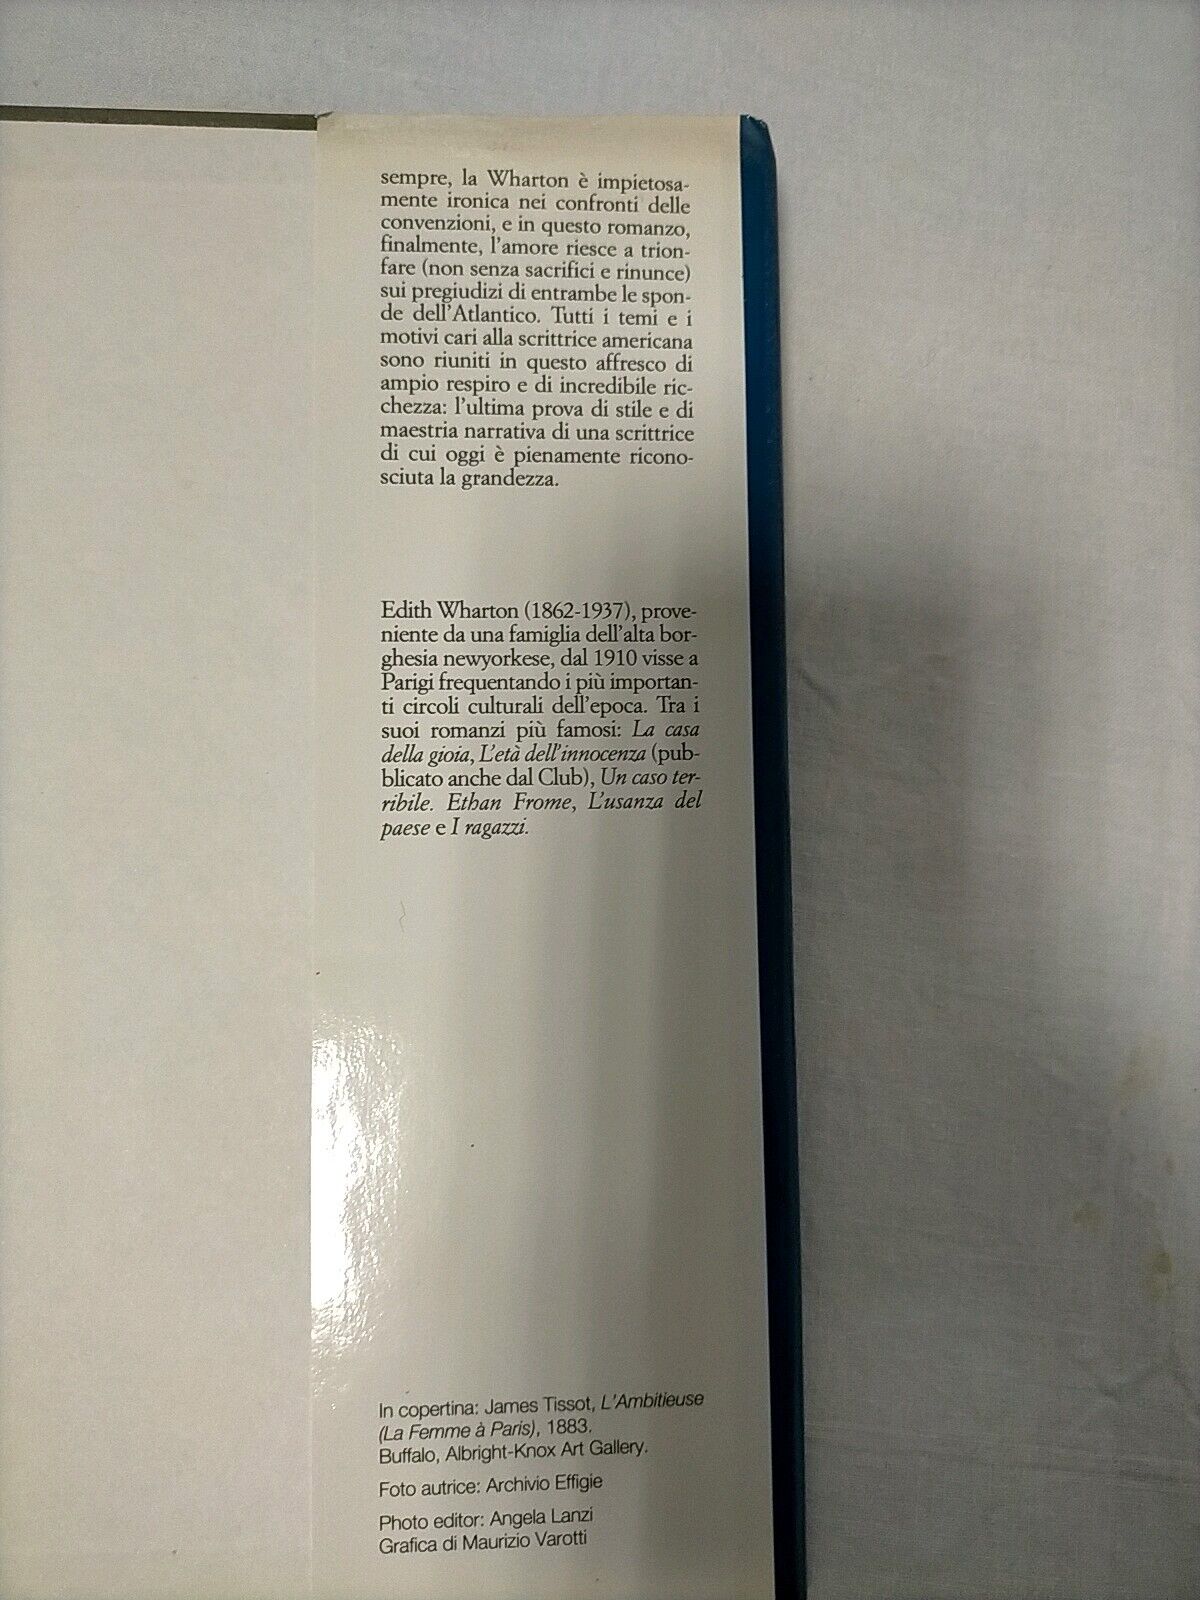 sempre, la Wharton è impietosa-
mente ironica nei confronti delle
convenzioni, e in questo romanzo,
finalmente, l'amore riesce a trion-
fare (non senza sacrifici e rinunce)
sui pregiudizi di entrambe le spon-
de dell'Atlantico. Tutti i temi e i
motivi cari alla scrittrice americana
sono riuniti in questo affresco di
ampio respiro e di incredibile ric-
chezza: l'ultima prova di stile e di
maestria narrativa di una scrittrice
di cui oggi è pienamente ricono-
sciuta la grandezza.
Edith Wharton (1862-1937), prove-
niente da una famiglia dell'alta bor-
ghesia newyorkese, dal 1910 visse a
Parigi frequentando i più importan-
ti circoli culturali dell'epoca. Tra i
suoi romanzi più famosi: La casa
della gioia, L'età dell'innocenza (pub-
blicato anche dal Club), Un caso ter-
ribile. Ethan Frome, L'usanza del
paese e I ragazzi.
In copertina: James Tissot, L'Ambitieuse
(La Femme à Paris), 1883.
Buffalo, Albright-Knox Art Gallery.
Foto autrice: Archivio Effigie
Photo editor: Angela Lanzi
Grafica di Maurizio Varotti